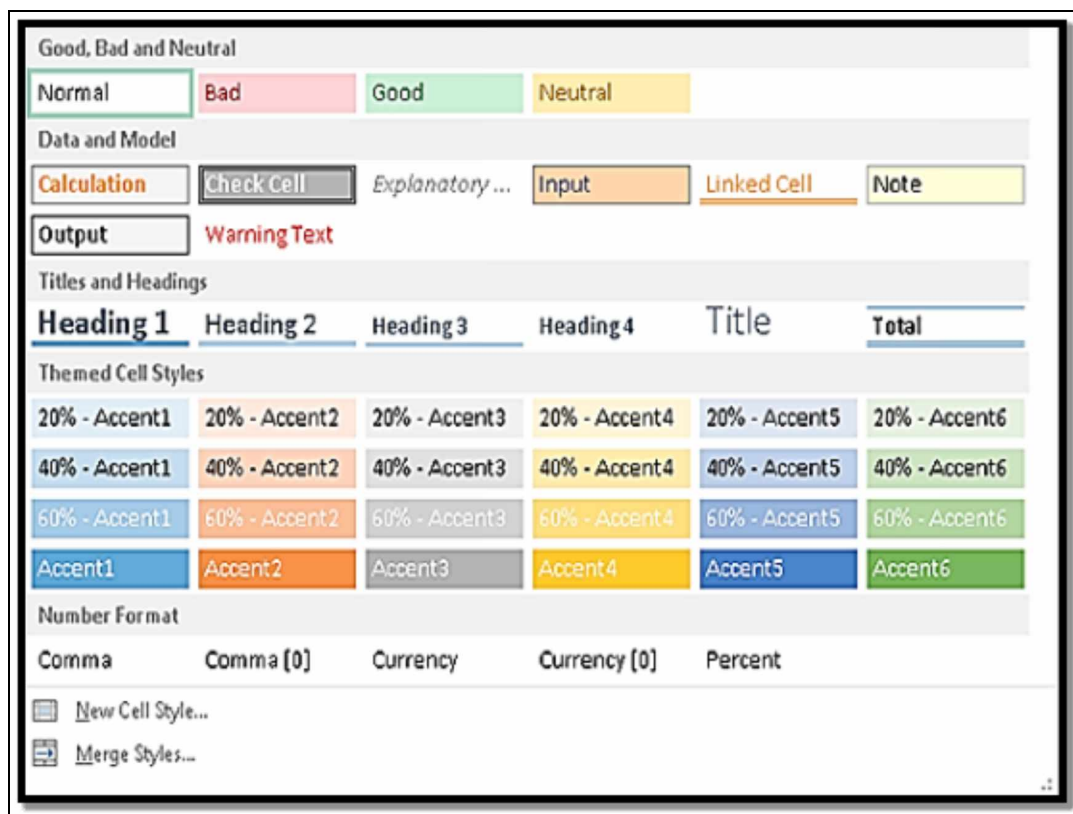 Good, Bad and Neutral
Normal Bad Good Neutral
Data and Model
Calculation Check Cell Explanatory ... Input Linked Cell Note
Output Warning Text
Titles and Headings
Heading 1 Heading 2 Heading 3 Heading 4 Title Total
Themed Cell Styles
20% - Accent1 20% - Accent2 20% - Accent3 20% - Accent4 20% - Accent5 20% - Accent6
40% - Accent1 40% - Accent2 40% - Accent3 40% - Accent4 40% - Accent5 40% - Accent6
60% - Accent1 60% - Accent2 60% - Accent3 60% - Accent4 60% - Accent5 60% - Accent6
Accent1 Accent2 Accent3 Accent4 Accent5 Accent6
Number Format
Comma Comma [0] Currency Currency [0] Percent
New Cell Style...
Merge Styles...